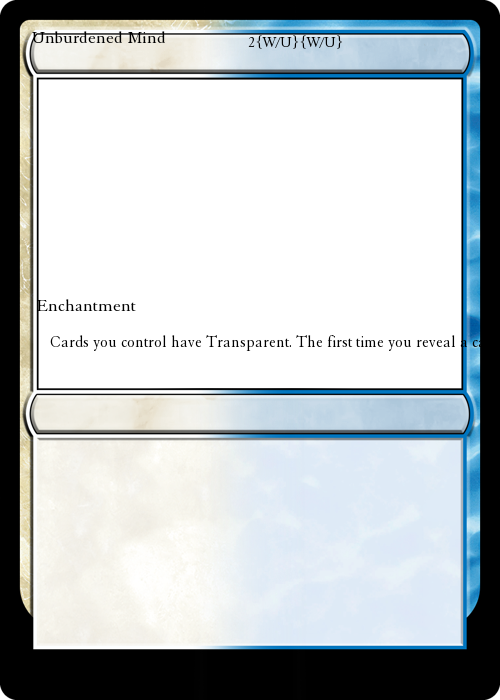 Unburdened Mind
2{W/U}{W/U}
Enchantment
Cards you control have Transparent. The first time you reveal a